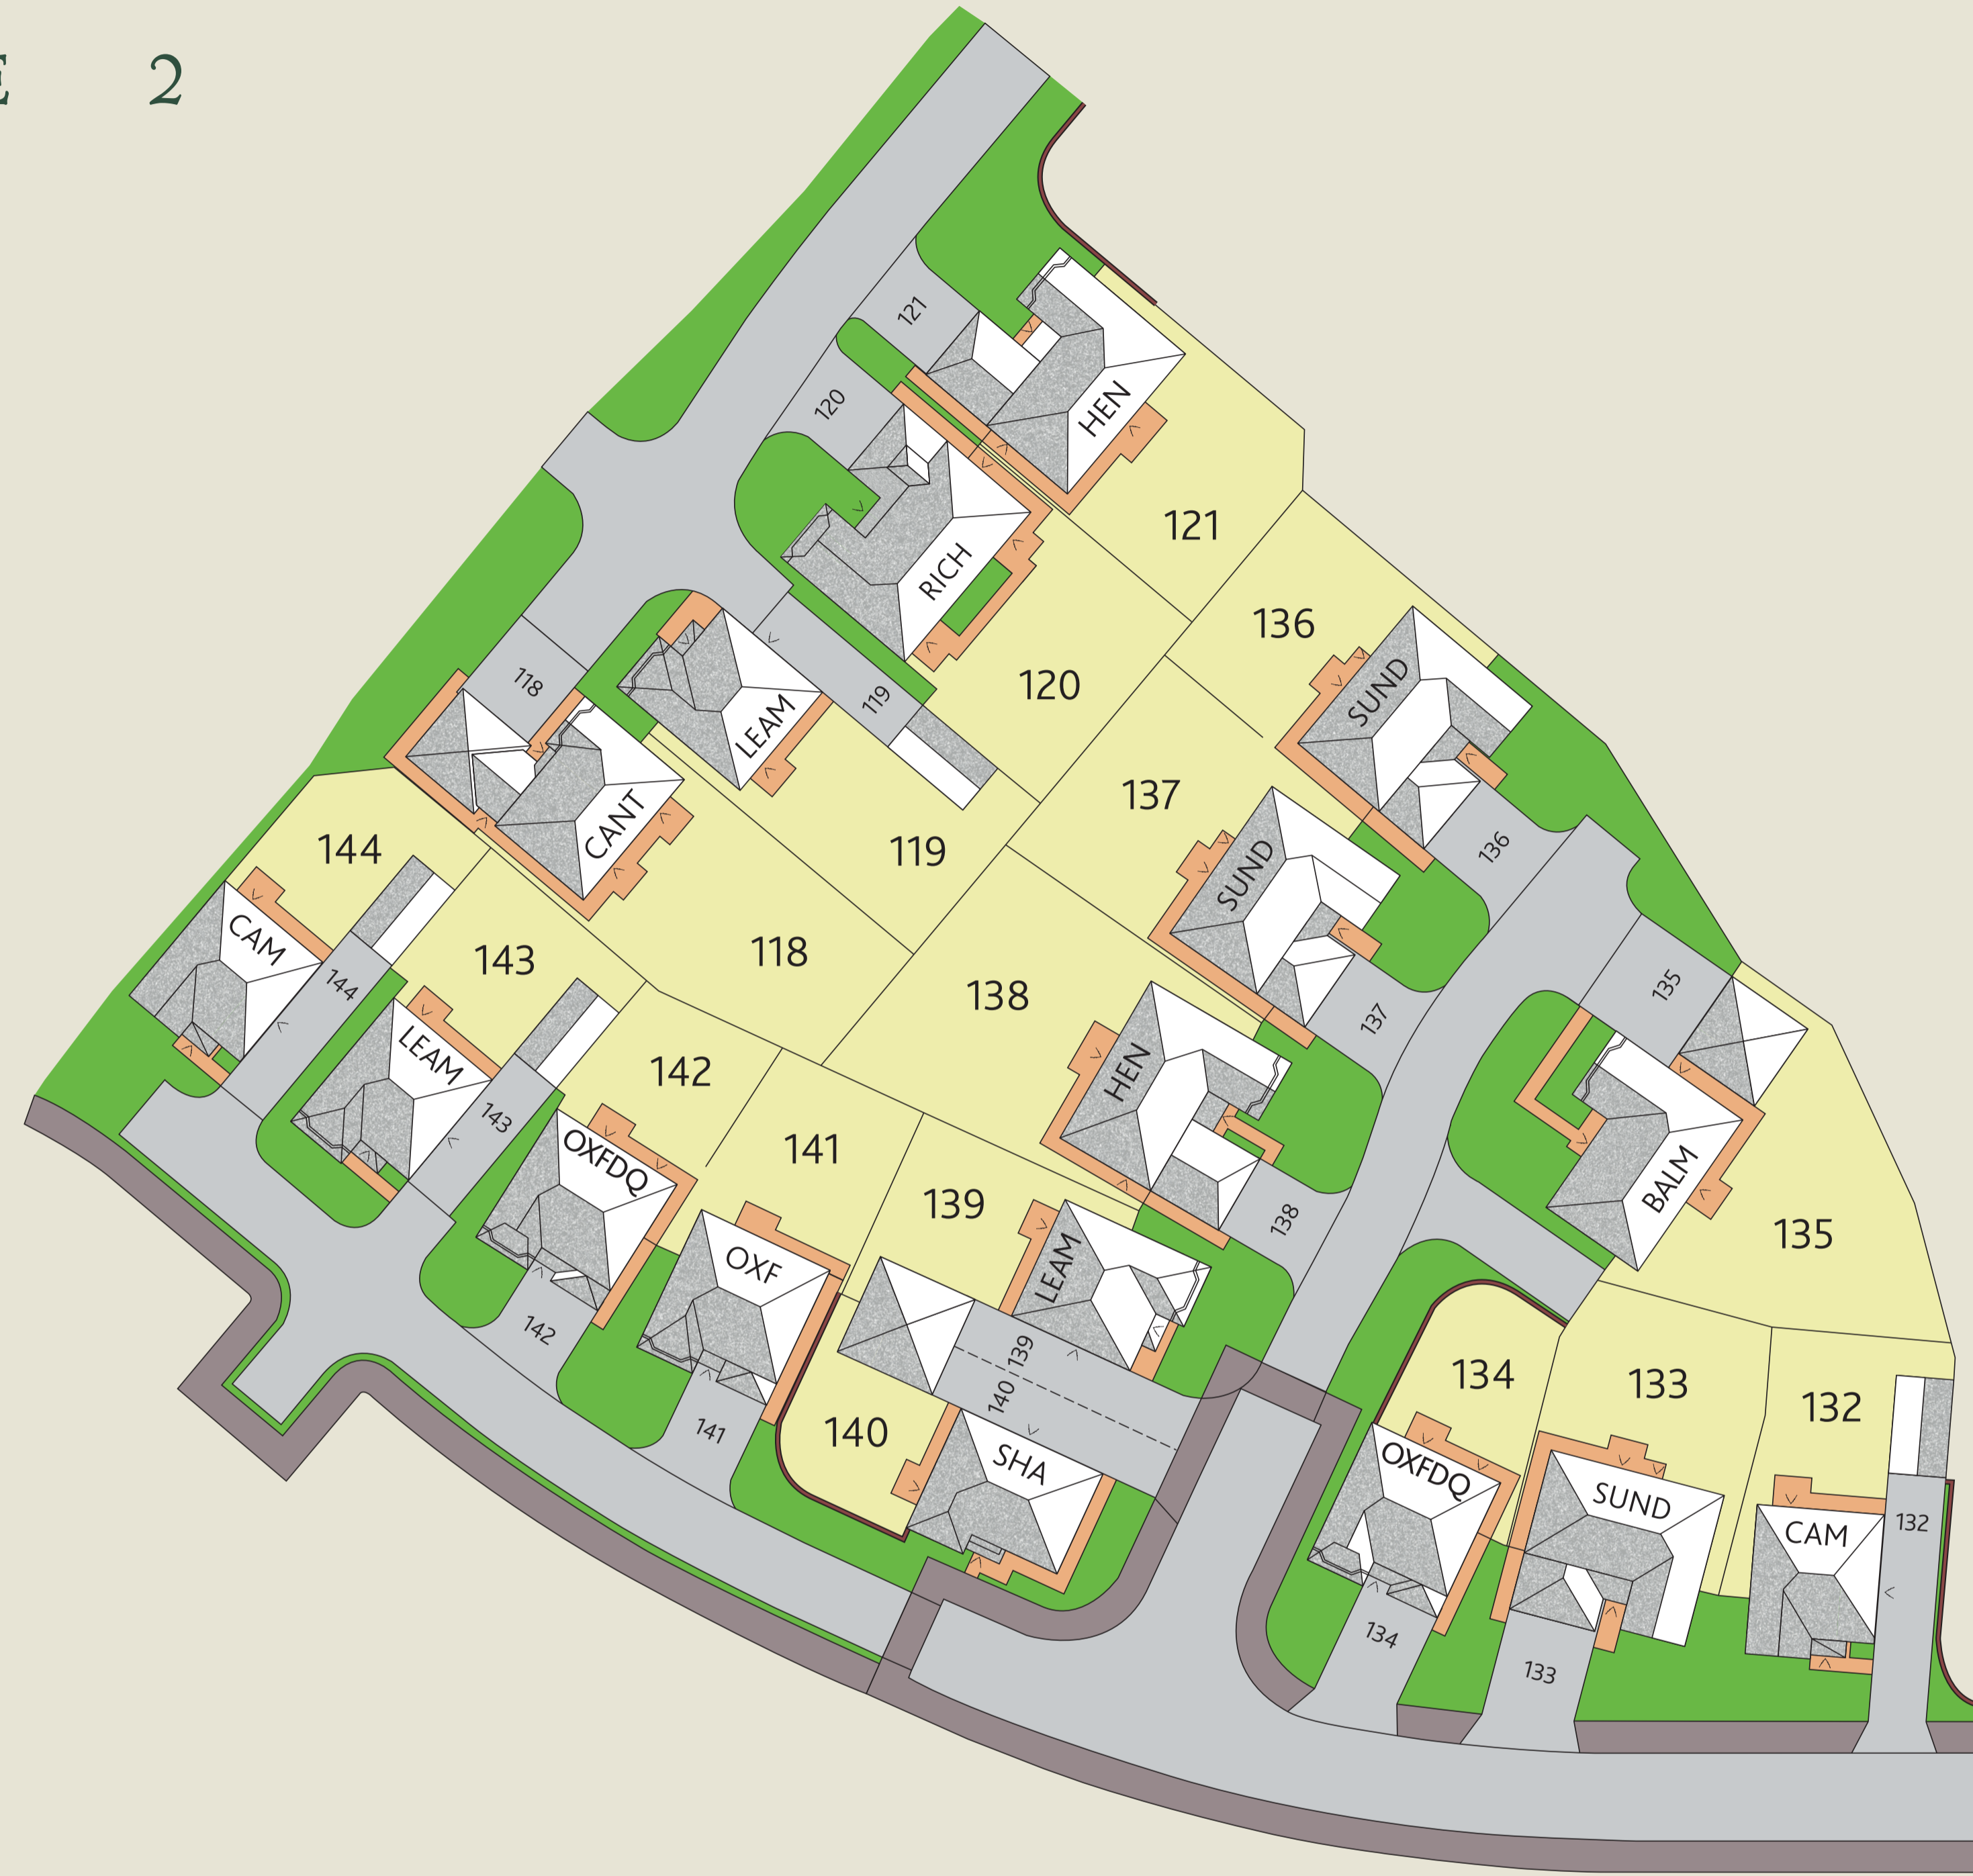 E 2
121
HEN
120
121
RICH
136
118
LEAM
119
120
SUND
CANT
137
136
144
119
SUND
CAM
143
118
135
144
138
137
LEAM
143
142
HEN
OXFDQ
141
BALM
139
138
135
OXF
LEAM
142
139
134
133
140
132
141
140
SHA
OXFDQ
SUND
CAM
132
134
133